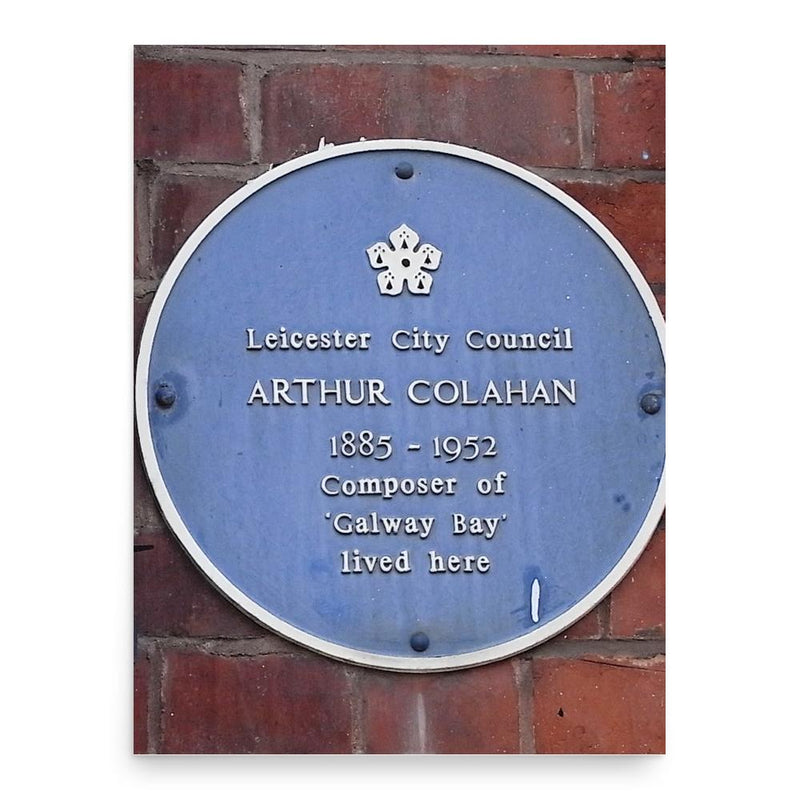 Leicester City Council
ARTHUR COLAHAN
1885 - 1952
Composer of
'Galway Bay'
lived here